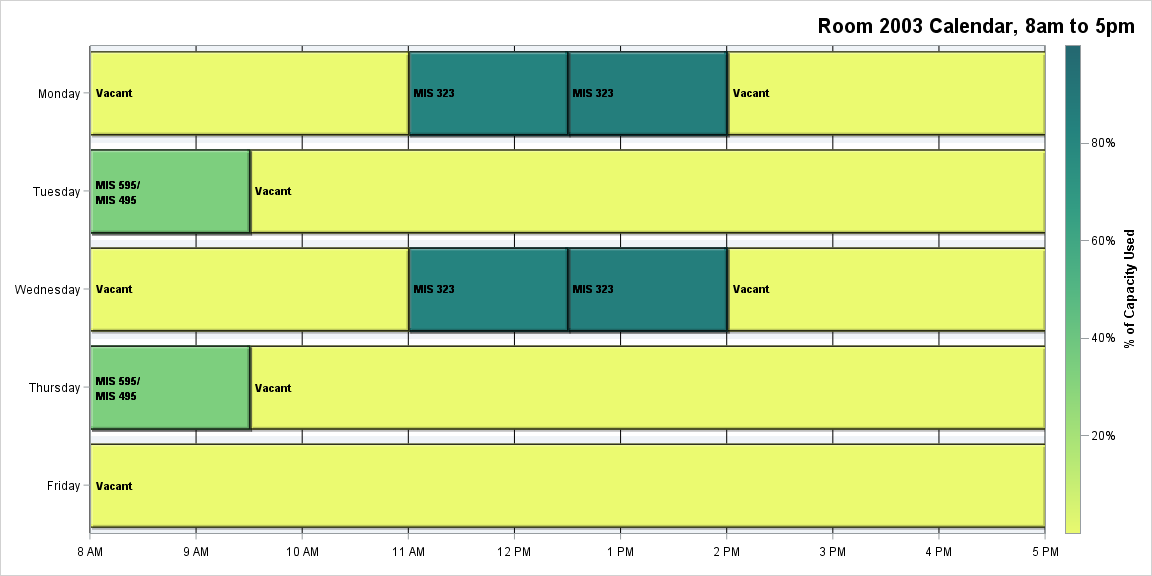 Room 2003 Calendar, 8am to 5pm
Monday
Vacant
MIS 323
MIS 323
Vacant
Tuesday
MIS 595/
MIS 495
Vacant
Wednesday
Vacant
MIS 323
MIS 323
Vacant
Thursday
MIS 595/
MIS 495
Vacant
Friday
Vacant
8 AM
9 AM
10 AM
11 AM
12 PM
1 PM
2 PM
3 PM
4 PM
5 PM
80%
60%
40%
20%
% of Capacity Used